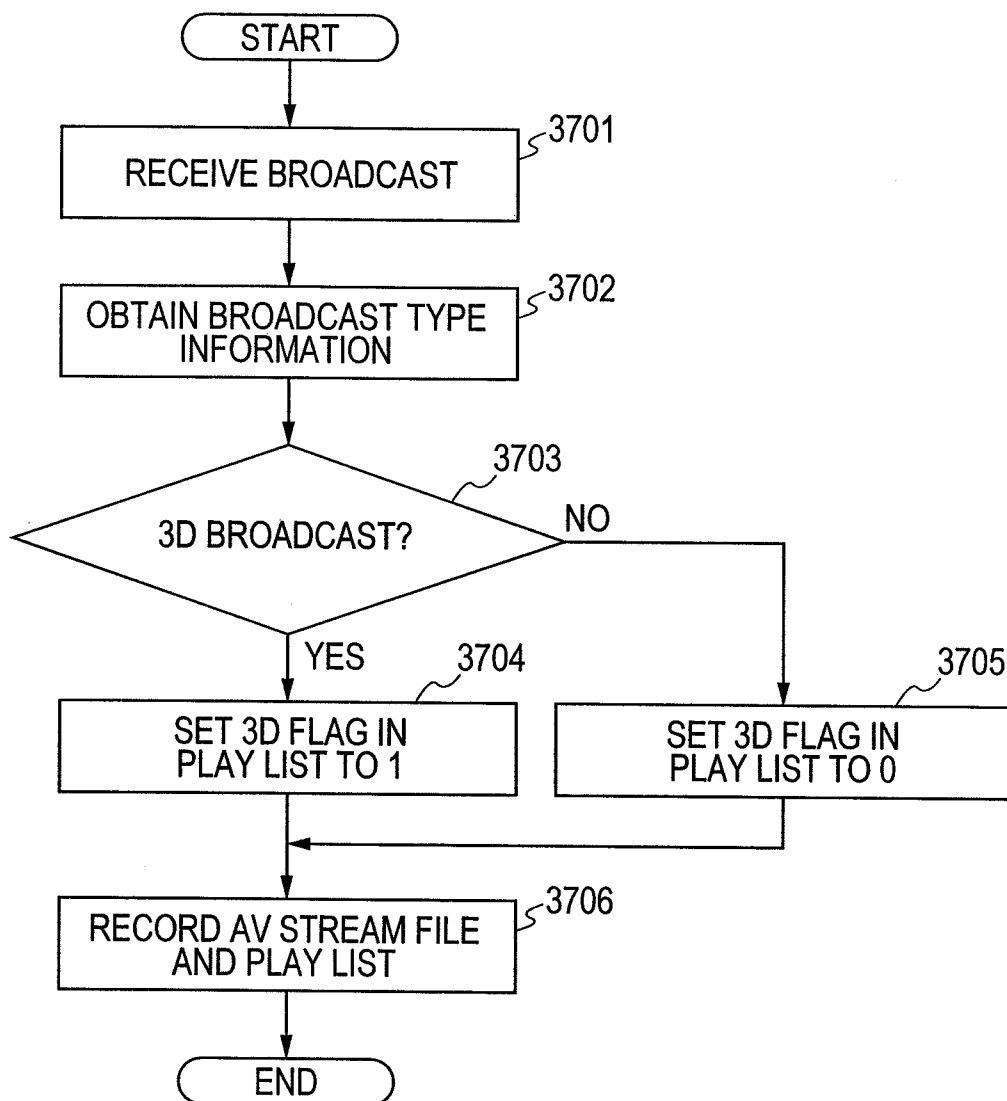 START
3701
RECEIVE BROADCAST
3702
OBTAIN BROADCAST TYPE
INFORMATION
3703
3D BROADCAST?
NO
YES
3704
SET 3D FLAG IN
PLAY LIST TO 1
3705
SET 3D FLAG IN
PLAY LIST TO 0
3706
RECORD AV STREAM FILE
AND PLAY LIST
END